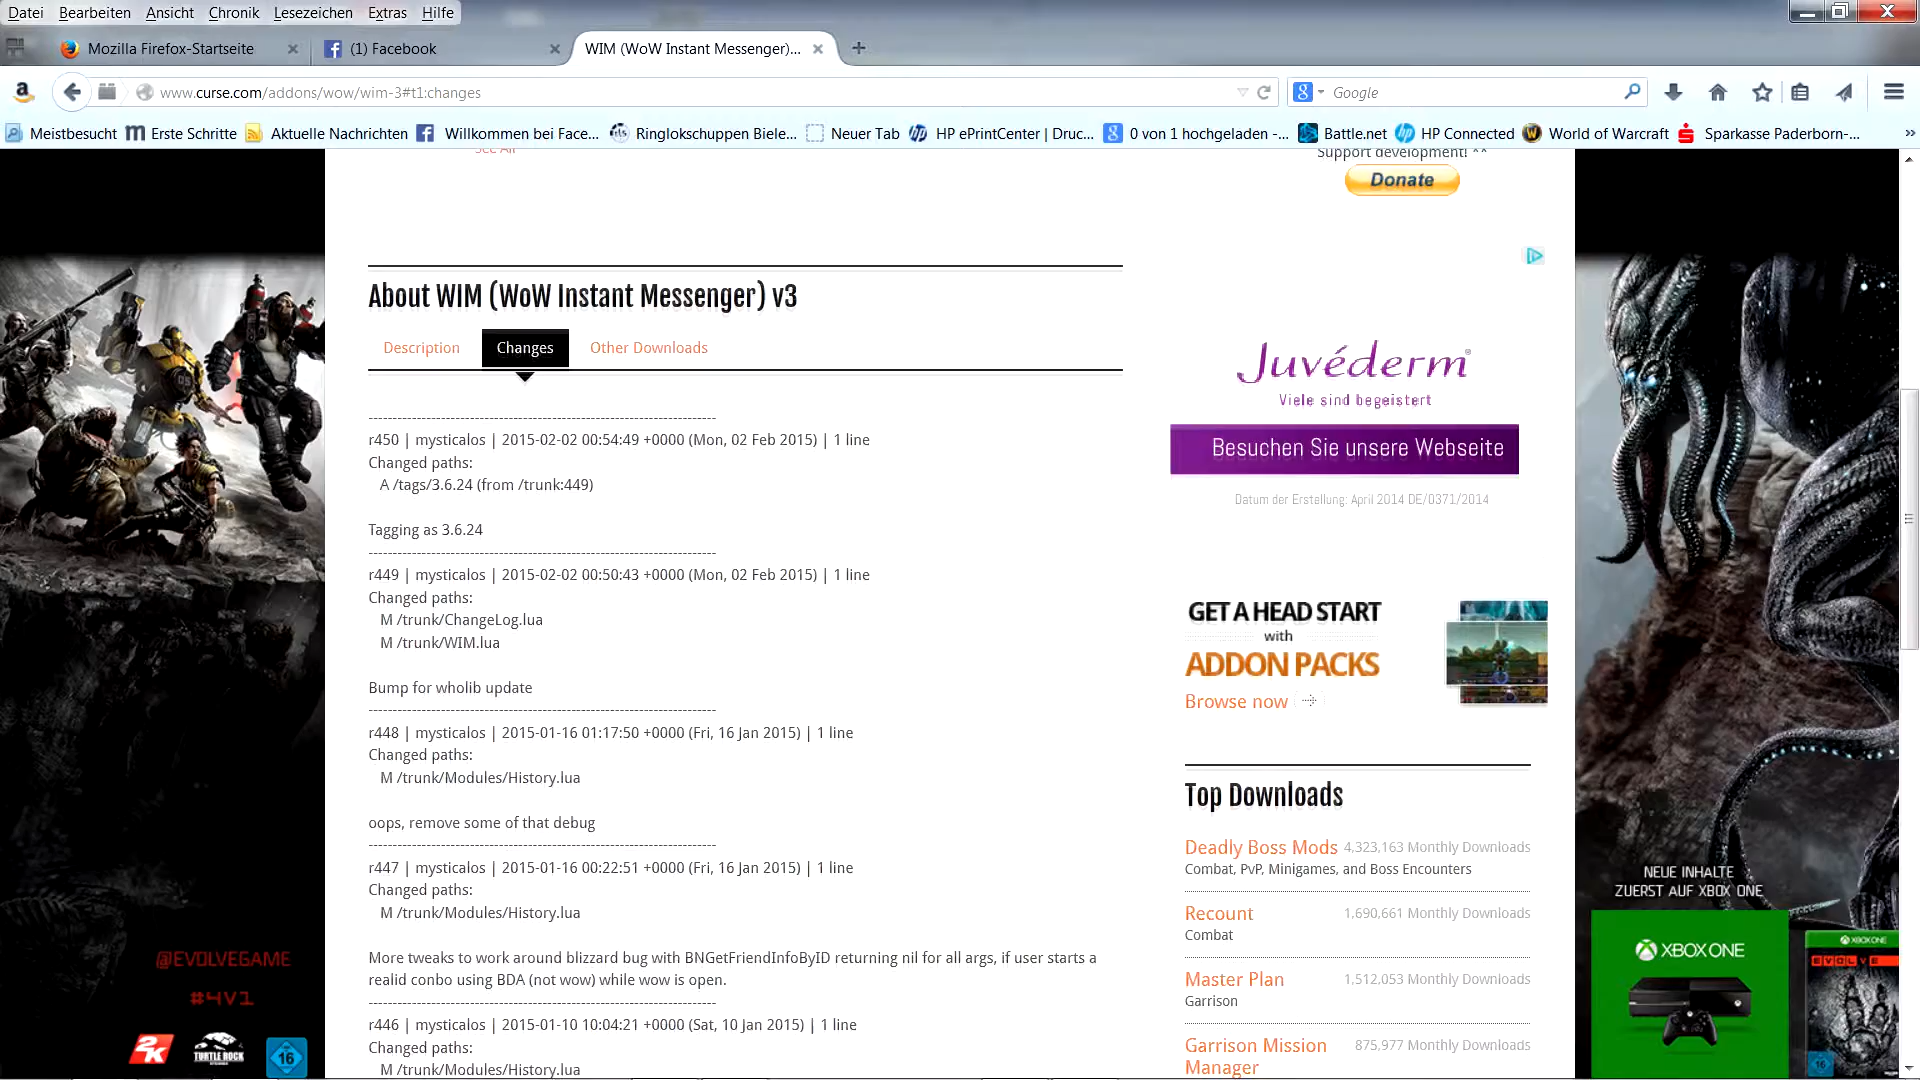 Datei Bearbeiten Ansicht Chronik Lesezeichen Extras Hilfe
Mozilla Firefox-Startseite
(1) Facebook
WIM (WoW Instant Messenger)...
www.curse.com/addons/wow/wim-3#t1:changes
Google
Meistbesucht Erste Schritte Aktuelle Nachrichten Willkommen bei Face... Ringlokschuppen Biele... Neuer Tab HP ePrintCenter | Druc... 0 von 1 hochgeladen -... Battle.net HP Connected World of Warcraft Sparkasse Paderborn-...
See All
Support development! ^^
Donate
About WIM (WoW Instant Messenger) v3
Description Changes Other Downloads
------------------------------------------------------------------------
r450 | mysticalos | 2015-02-02 00:54:49 +0000 (Mon, 02 Feb 2015) | 1 line
Changed paths:
A /tags/3.6.24 (from /trunk:449)
Tagging as 3.6.24
------------------------------------------------------------------------
r449 | mysticalos | 2015-02-02 00:50:43 +0000 (Mon, 02 Feb 2015) | 1 line
Changed paths:
M /trunk/ChangeLog.lua
M /trunk/WIM.lua
Bump for wholib update
------------------------------------------------------------------------
r448 | mysticalos | 2015-01-16 01:17:50 +0000 (Fri, 16 Jan 2015) | 1 line
Changed paths:
M /trunk/Modules/History.lua
oops, remove some of that debug
------------------------------------------------------------------------
r447 | mysticalos | 2015-01-16 00:22:51 +0000 (Fri, 16 Jan 2015) | 1 line
Changed paths:
M /trunk/Modules/History.lua
More tweaks to work around blizzard bug with BNGetFriendInfoByID returning nil for all args, if user starts a
realid conbo using BDA (not wow) while wow is open.
------------------------------------------------------------------------
r446 | mysticalos | 2015-01-10 10:04:21 +0000 (Sat, 10 Jan 2015) | 1 line
Changed paths:
M /trunk/Modules/History.lua
Juvéderm®
Viele sind begeistert
Besuchen Sie unsere Webseite
Datum der Erstellung: April 2014 DE/0371/2014
GET A HEAD START
with
ADDON PACKS
Browse now
Top Downloads
Deadly Boss Mods 4,323,163 Monthly Downloads
Combat, PvP, Minigames, and Boss Encounters
Recount 1,690,661 Monthly Downloads
Combat
Master Plan 1,512,053 Monthly Downloads
Garrison
Garrison Mission 875,977 Monthly Downloads
Manager
@EVOLVEGAME
#4V1
2K
TURTLE ROCK
16
NEUE INHALTE
ZUERST AUF XBOX ONE
XBOX ONE
XBOX ONE
EVOLVE
16